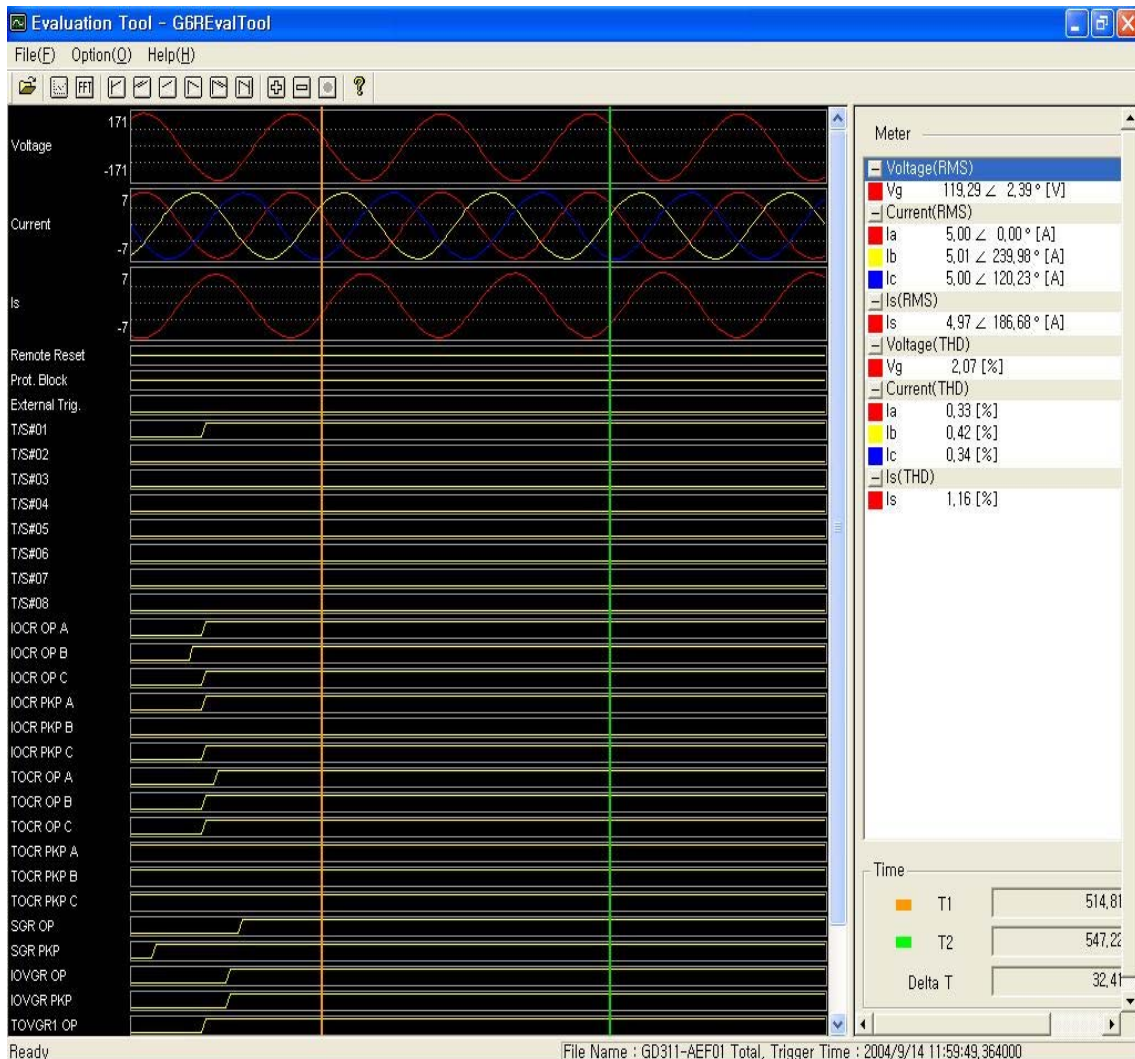 Evaluation Tool - G6REvalTool
File(F) Option(O) Help(H)
FFT
Voltage
171
-171
Current
7
-7
Is
7
-7
Remote Reset
Prot. Block
External Trig.
T/S#01
T/S#02
T/S#03
T/S#04
T/S#05
T/S#06
T/S#07
T/S#08
IOCR OP A
IOCR OP B
IOCR OP C
IOCR PKP A
IOCR PKP B
IOCR PKP C
TOCR OP A
TOCR OP B
TOCR OP C
TOCR PKP A
TOCR PKP B
TOCR PKP C
SGR OP
SGR PKP
IOVGR OP
IOVGR PKP
TOVGR1 OP
Meter
Voltage(RMS)
Vg 119,29 ∠ 2,39 ° [V]
Current(RMS)
Ia 5,00 ∠ 0,00 ° [A]
Ib 5,01 ∠ 239,98 ° [A]
Ic 5,00 ∠ 120,23 ° [A]
Is(RMS)
Is 4,97 ∠ 186,68 ° [A]
Voltage(THD)
Vg 2,07 [%]
Current(THD)
Ia 0,33 [%]
Ib 0,42 [%]
Ic 0,34 [%]
Is(THD)
Is 1,16 [%]
Time
T1 514,81
T2 547,22
Delta T 32,41
Ready
File Name : GD311-AEF01 Total, Trigger Time : 2004/9/14 11:59:49,364000